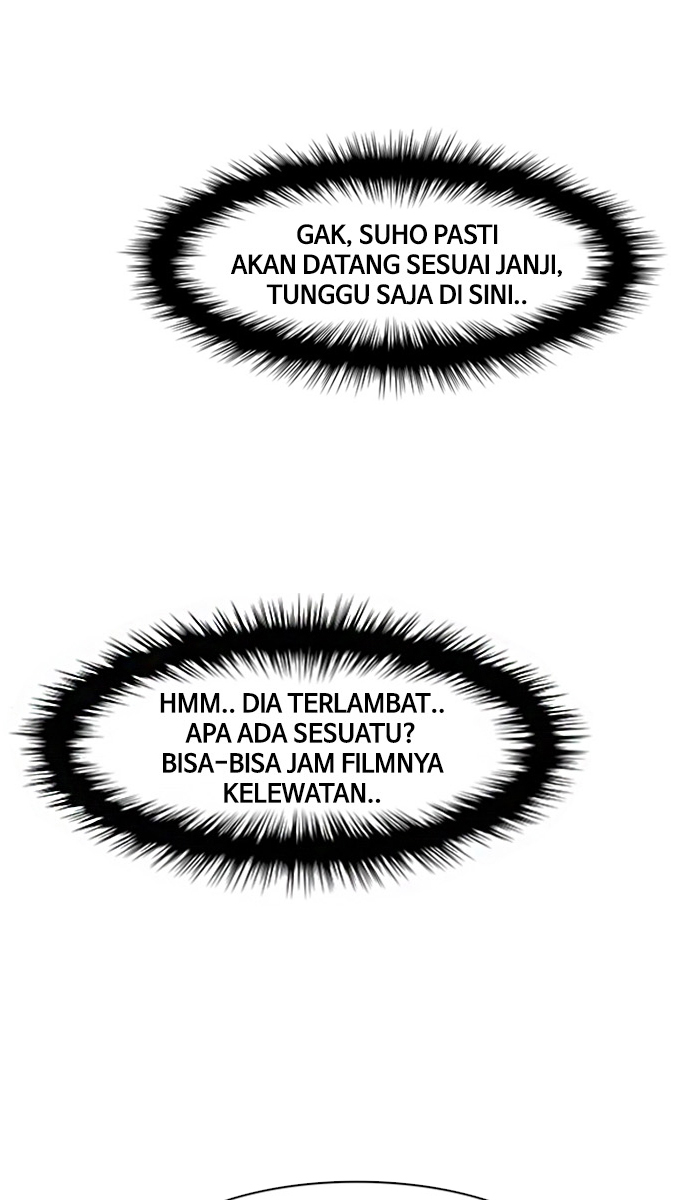 GAK, SUHO PASTI
AKAN DATANG SESUAI JANJI,
TUNGGU SAJA DI SINI..
HMM.. DIA TERLAMBAT..
APA ADA SESUATU?
BISA-BISA JAM FILMNYA
KELEWATAN..